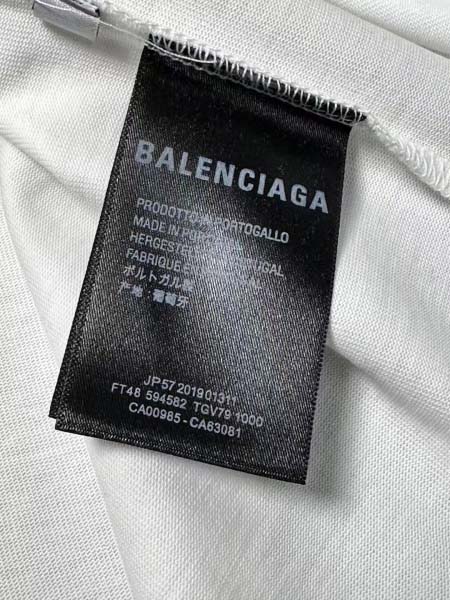 BALENCIAGA
PRODOTTO IN PORTOGALLO
MADE IN PORTUGAL
HERGESTELLT IN PORTUGAL
FABRIQUE EN PORTUGAL
ポルトガル製
产地：葡萄牙
JP57 201901311
FT48 594582 TGV79 1000
CA00985-CA63081